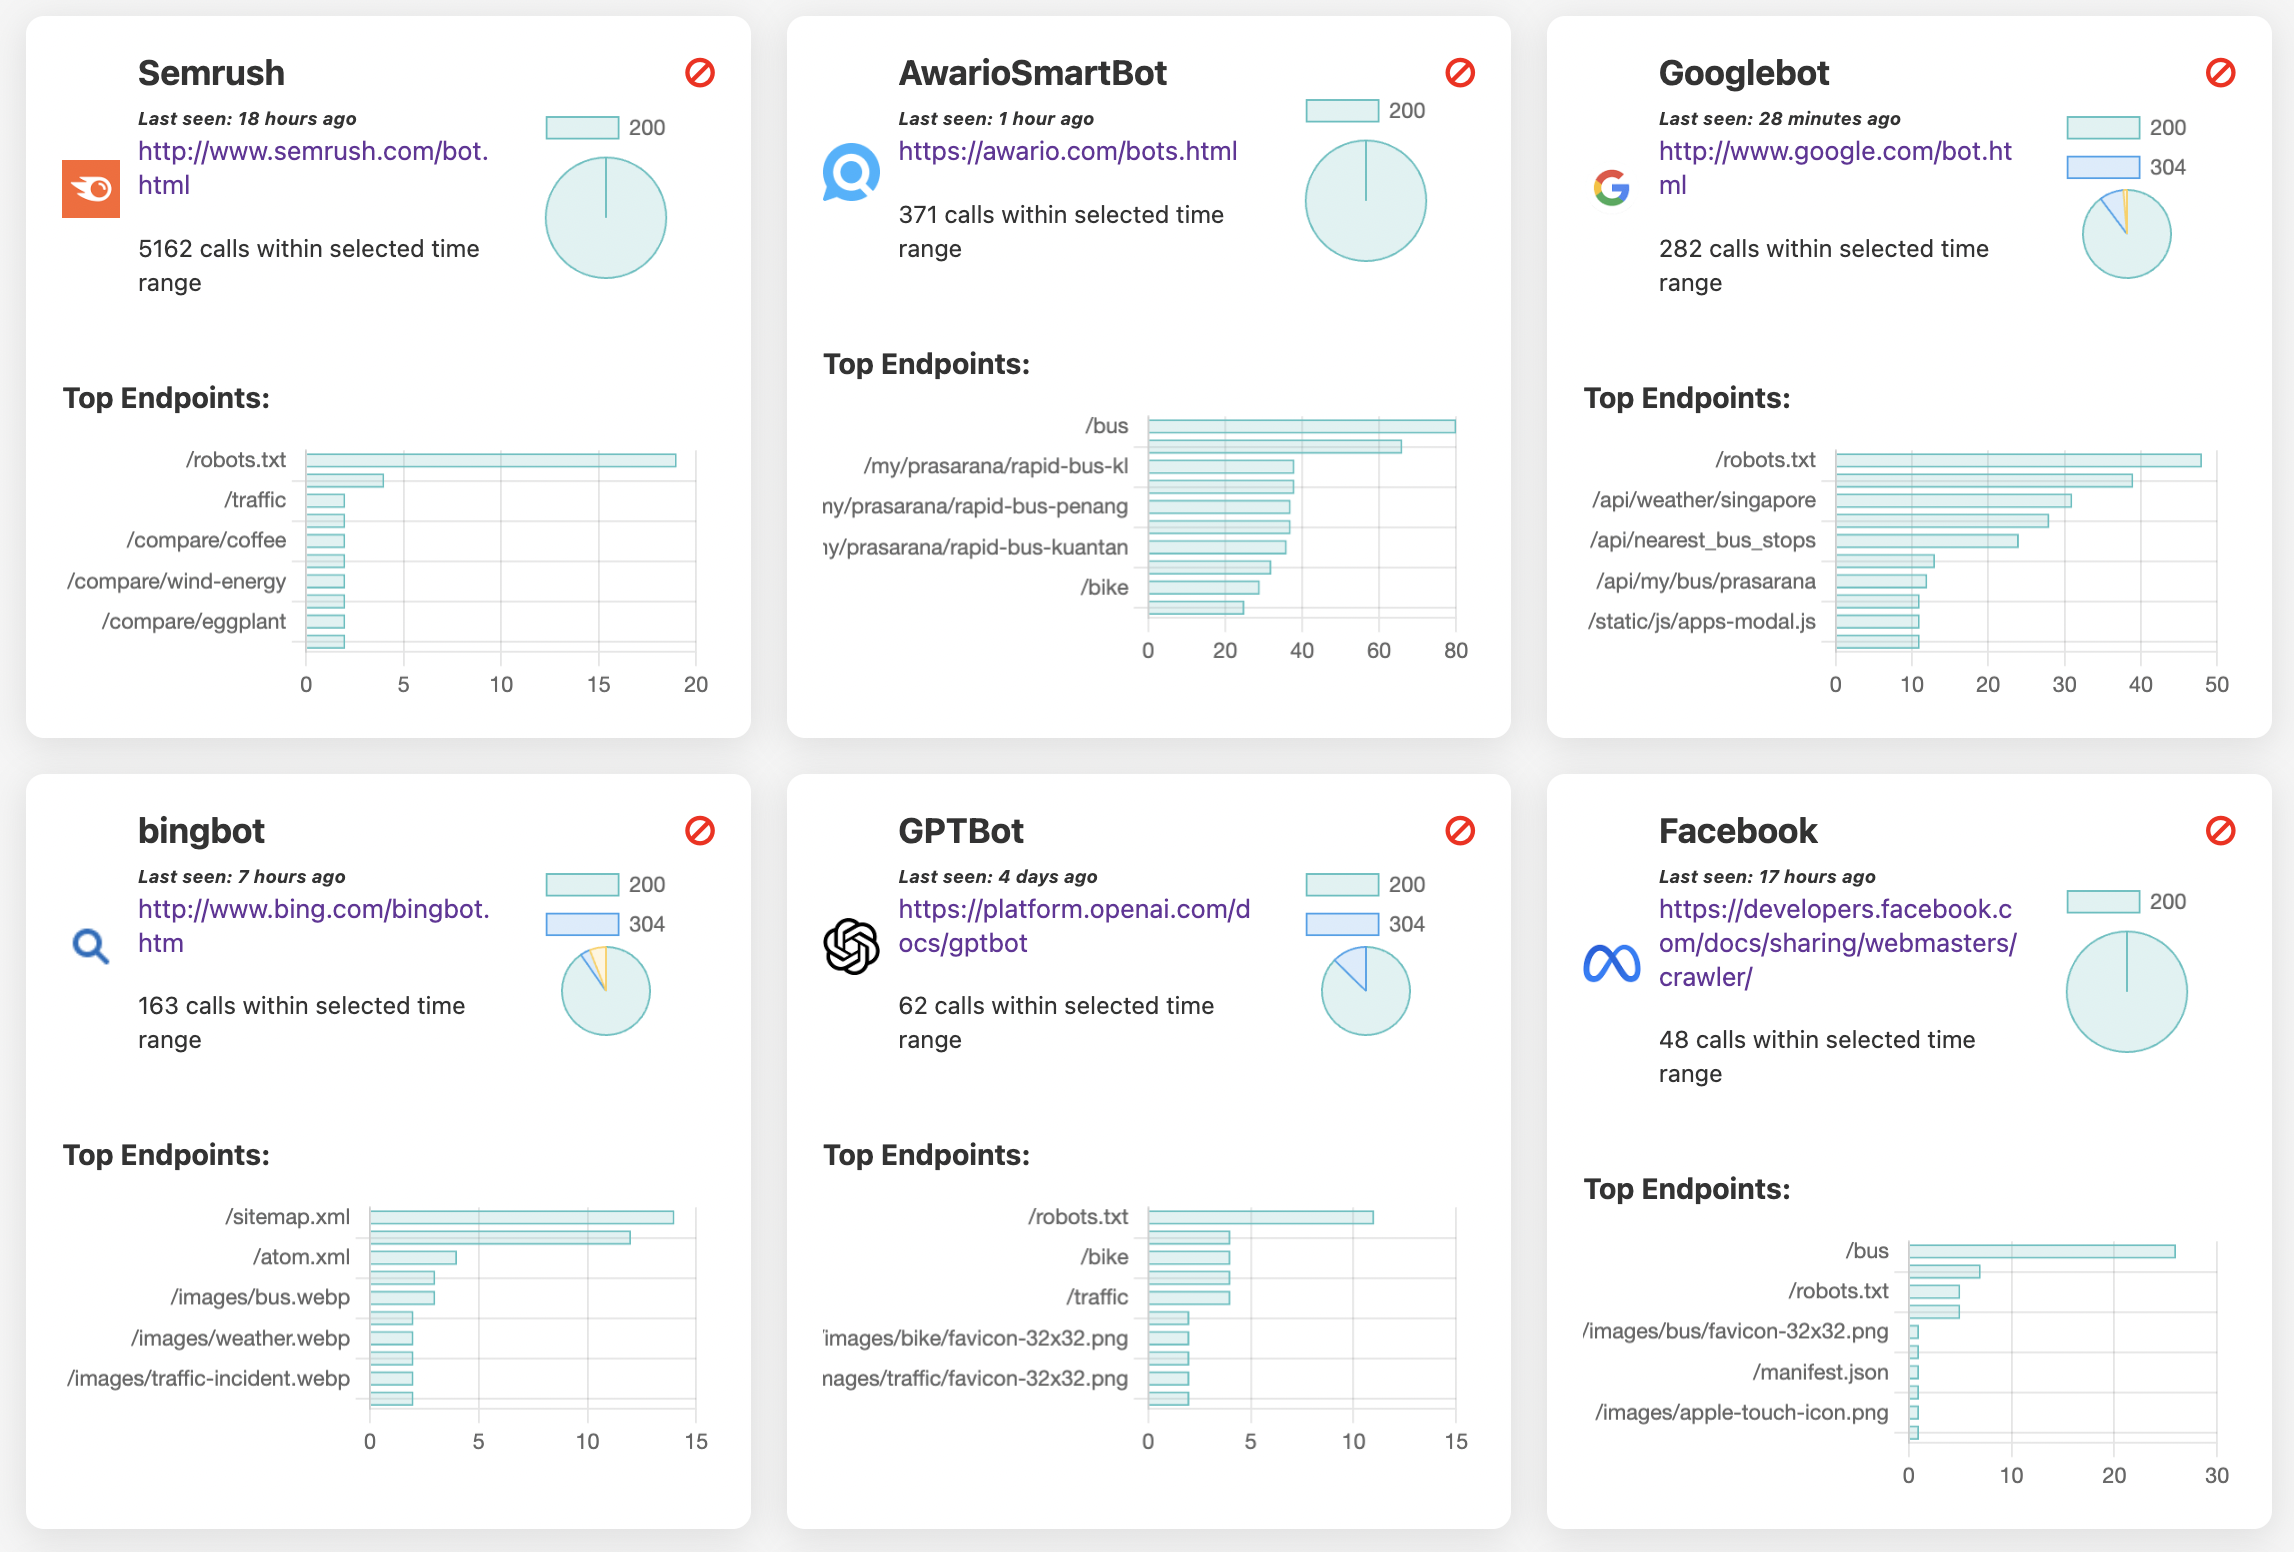 Semrush
Last seen: 18 hours ago
http://www.semrush.com/bot.
html
5162 calls within selected time
range
200
Top Endpoints:
/robots.txt
/traffic
/compare/coffee
/compare/wind-energy
/compare/eggplant
0 5 10 15 20
AwarioSmartBot
Last seen: 1 hour ago
https://awario.com/bots.html
371 calls within selected time
range
200
Top Endpoints:
/bus
/my/prasarana/rapid-bus-kl
ny/prasarana/rapid-bus-penang
y/prasarana/rapid-bus-kuantan
/bike
0 20 40 60 80
Googlebot
Last seen: 28 minutes ago
http://www.google.com/bot.ht
ml
282 calls within selected time
range
200
304
Top Endpoints:
/robots.txt
/api/weather/singapore
/api/nearest_bus_stops
/api/my/bus/prasarana
/static/js/apps-modal.js
0 10 20 30 40 50
bingbot
Last seen: 7 hours ago
http://www.bing.com/bingbot.
htm
163 calls within selected time
range
200
304
Top Endpoints:
/sitemap.xml
/atom.xml
/images/bus.webp
/images/weather.webp
/images/traffic-incident.webp
0 5 10 15
GPTBot
Last seen: 4 days ago
https://platform.openai.com/d
ocs/gptbot
62 calls within selected time
range
200
304
Top Endpoints:
/robots.txt
/bike
/traffic
images/bike/favicon-32x32.png
nages/traffic/favicon-32x32.png
0 5 10 15
Facebook
Last seen: 17 hours ago
https://developers.facebook.c
om/docs/sharing/webmasters/
crawler/
48 calls within selected time
range
200
Top Endpoints:
/bus
/robots.txt
/images/bus/favicon-32x32.png
/manifest.json
/images/apple-touch-icon.png
0 10 20 30